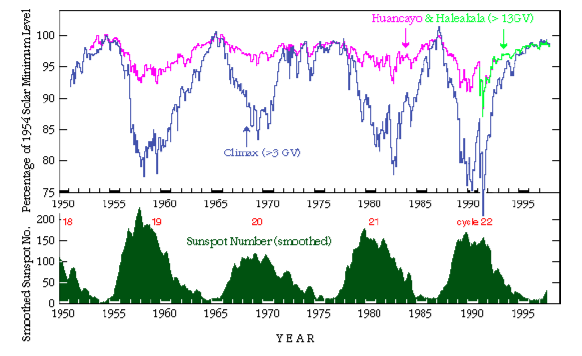 Percentage of 1954 Solar Minimum Level
Huancayo & Haleakala (> 13GV)
100
95
90
85
80
75
Climax (>3 GV)
1950 1955 1960 1965 1970 1975 1980 1985 1990 1995
Smoothed Sunspot No.
18 19 20 21 cycle 22
Sunspot Number (smoothed)
200
150
100
50
0
1950 1955 1960 1965 1970 1975 1980 1985 1990 1995
YEAR